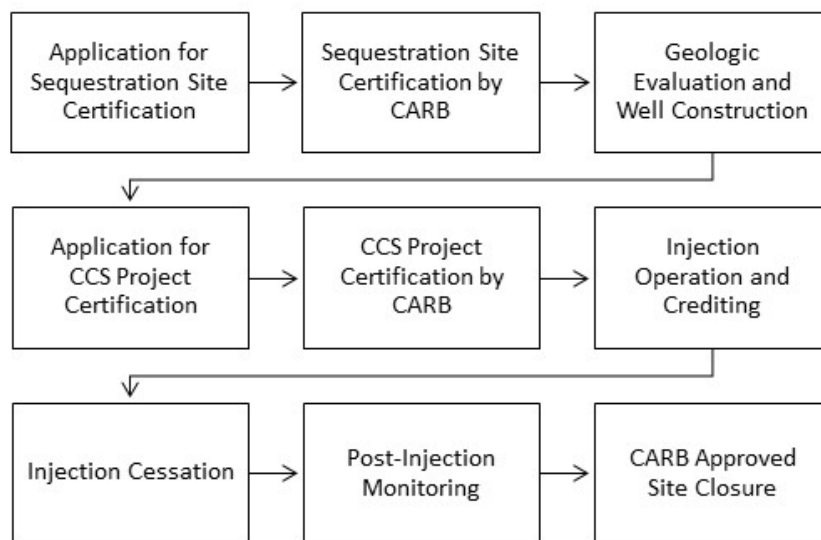 Application for
Sequestration Site
Certification
Sequestration Site
Certification by
CARB
Geologic
Evaluation and
Well Construction
Application for
CCS Project
Certification
CCS Project
Certification by
CARB
Injection
Operation and
Crediting
Injection Cessation
Post-Injection
Monitoring
CARB Approved
Site Closure